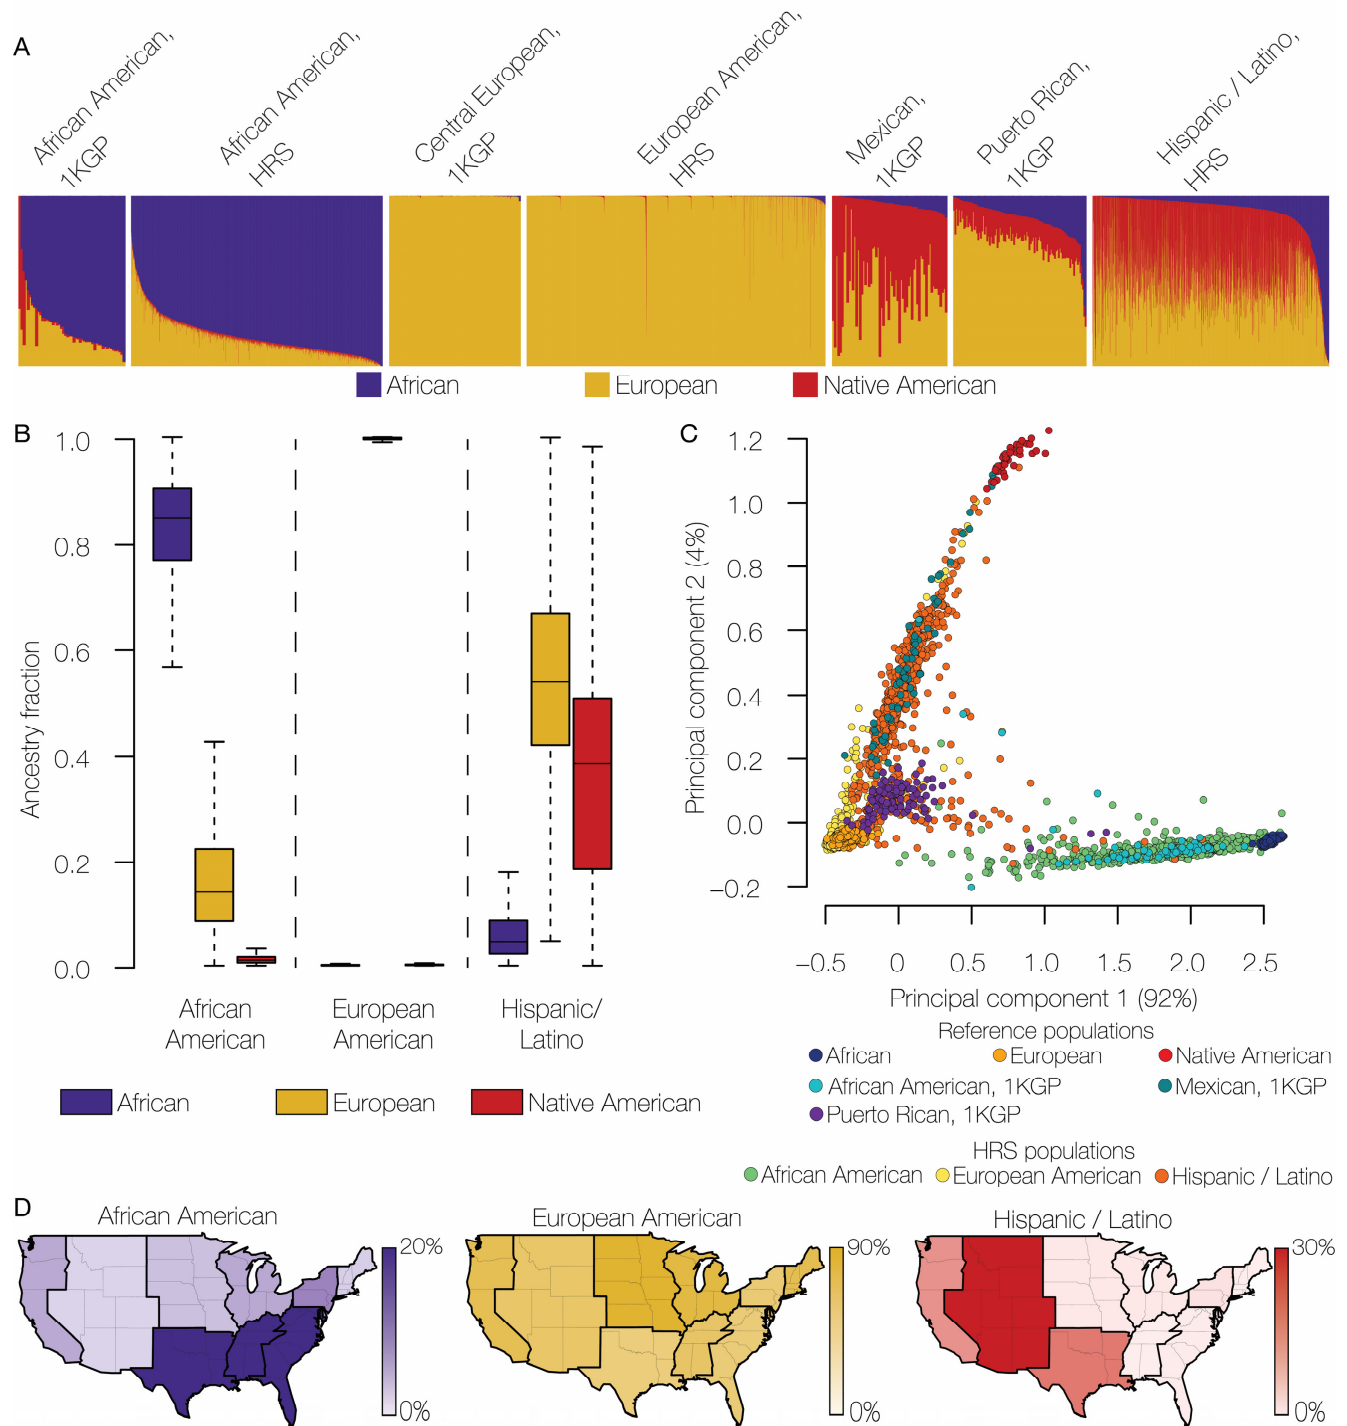 A
African American,
1KGP
African American,
HRS
Central European,
1KGP
European American,
HRS
Mexican,
1KGP
Puerto Rican,
1KGP
Hispanic / Latino,
HRS
African
European
Native American
B
Ancestry fraction
1.0
0.8
0.6
0.4
0.2
0.0
African
American
European
American
Hispanic/
Latino
African
European
Native American
C
Principal component 2 (4%)
1.2
1.0
0.8
0.6
0.4
0.2
0.0
−0.2
−0.5
0
0.5
1.0
1.5
2.0
2.5
Principal component 1 (92%)
Reference populations
African
European
Native American
African American, 1KGP
Mexican, 1KGP
Puerto Rican, 1KGP
HRS populations
African American
European American
Hispanic / Latino
D
African American
20%
0%
European American
90%
0%
Hispanic / Latino
30%
0%